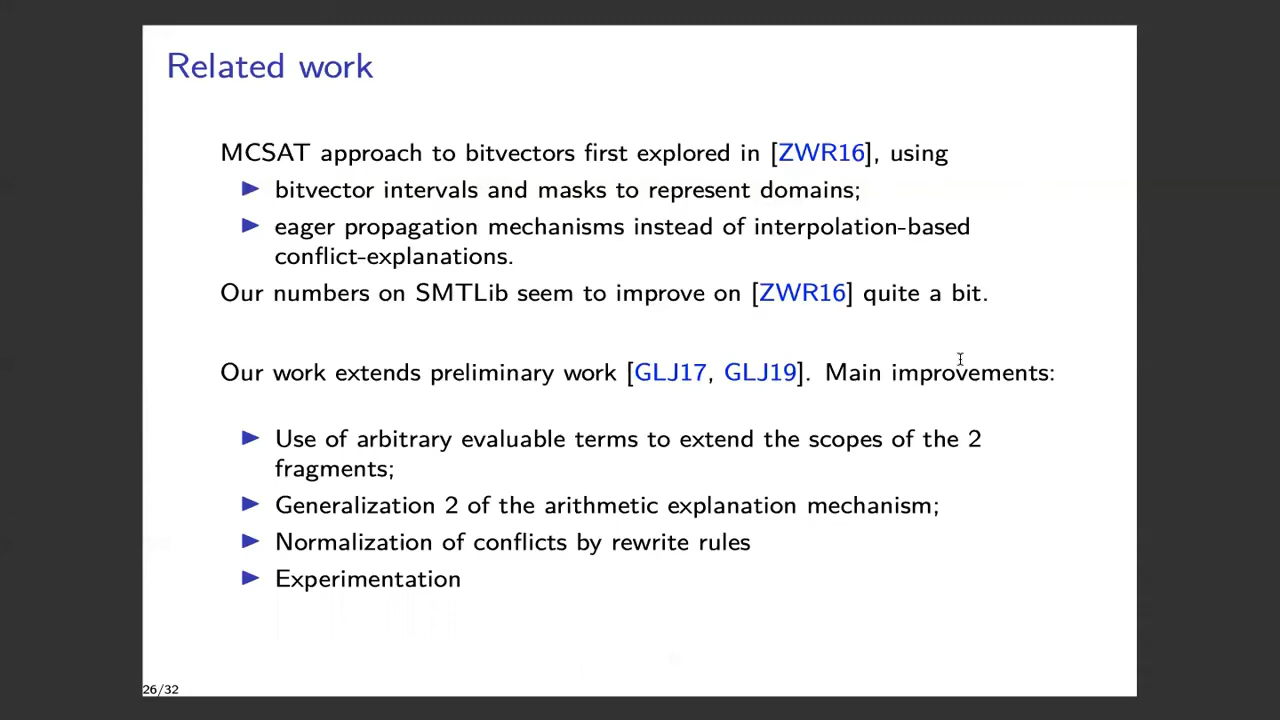 Related work
MCSAT approach to bitvectors first explored in [ZWR16], using
▶ bitvector intervals and masks to represent domains;
▶ eager propagation mechanisms instead of interpolation-based
conflict-explanations.
Our numbers on SMTLib seem to improve on [ZWR16] quite a bit.
Our work extends preliminary work [GLJ17, GLJ19]. Main improvements:
▶ Use of arbitrary evaluable terms to extend the scopes of the 2
fragments;
▶ Generalization 2 of the arithmetic explanation mechanism;
▶ Normalization of conflicts by rewrite rules
▶ Experimentation
26/32